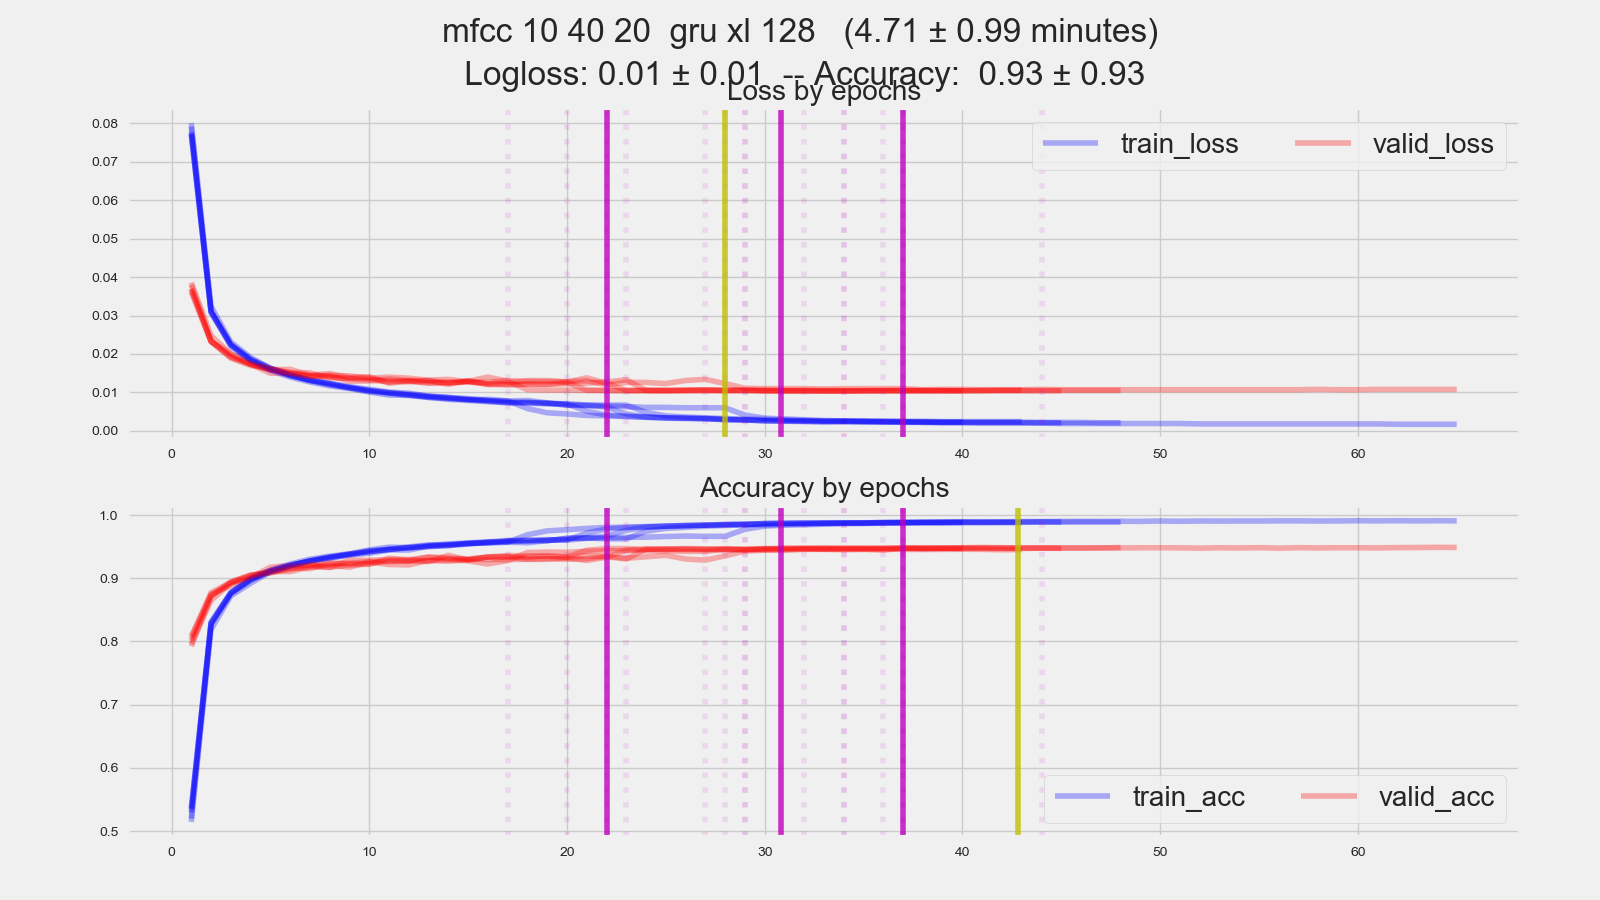 mfcc 10 40 20  gru xl 128   (4.71 ± 0.99 minutes)
Logloss: 0.01 ± 0.01  -- Accuracy:  0.93 ± 0.93
Loss by epochs
0.08
0.07
0.06
0.05
0.04
0.03
0.02
0.01
0.00
train_loss valid_loss
0 10 20 30 40 50 60
Accuracy by epochs
1.0
0.9
0.8
0.7
0.6
0.5
train_acc valid_acc
0 10 20 30 40 50 60